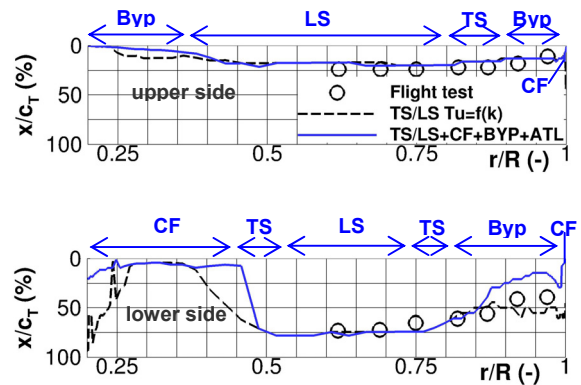 Byp LS TS Byp
0
50
100
x/c_T (%)
upper side
CF
Flight test
TS/LS Tu=f(k)
TS/LS+CF+BYP+ATL
0.25 0.5 0.75 1
r/R (-)
CF TS LS TS Byp CF
0
50
100
x/c_T (%)
lower side
0.25 0.5 0.75 1
r/R (-)